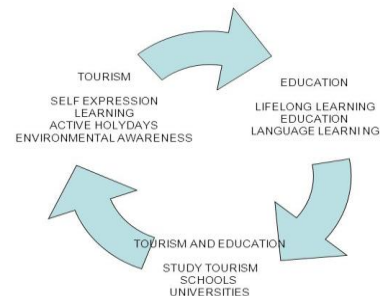 TOURISM
SELF EXPRESSION
LEARNING
ACTIVE HOLYDAYS
ENVIRONMENTAL AWARENESS
EDUCATION
LIFELONG LEARNING
EDUCATION
LANGUAGE LEARNING
TOURISM AND EDUCATION
STUDY TOURISM
SCHOOLS
UNIVERSITIES